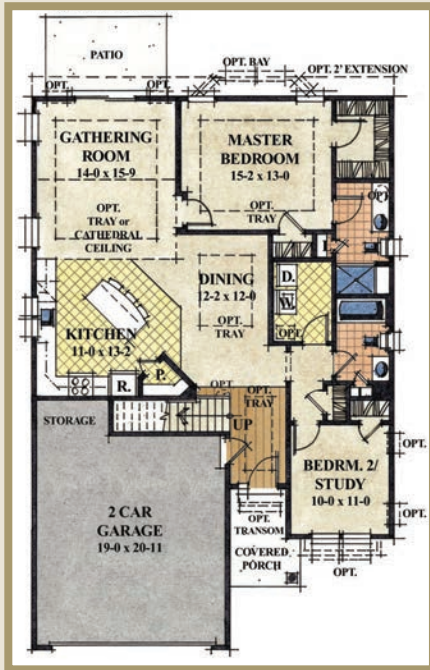 PATIO
OPT. BAY
OPT. 2' EXTENSION
OPT.
OPT.
GATHERING
ROOM
14-0 x 15-9
MASTER
BEDROOM
15-2 x 13-0
OPT.
TRAY
OPT.
OPT.
TRAY or
CATHEDRAL
CEILING
DINING
12-2 x 12-0
OPT.
TRAY
D.
W.
OPT.
KITCHEN
11-0 x 13-2
R.
P.
OPT.
OPT.
TRAY
STORAGE
UP
BEDRM. 2/
STUDY
10-0 x 11-0
OPT.
OPT.
OPT.
2 CAR
GARAGE
19-0 x 20-11
OPT.
TRANSOM
COVERED
PORCH